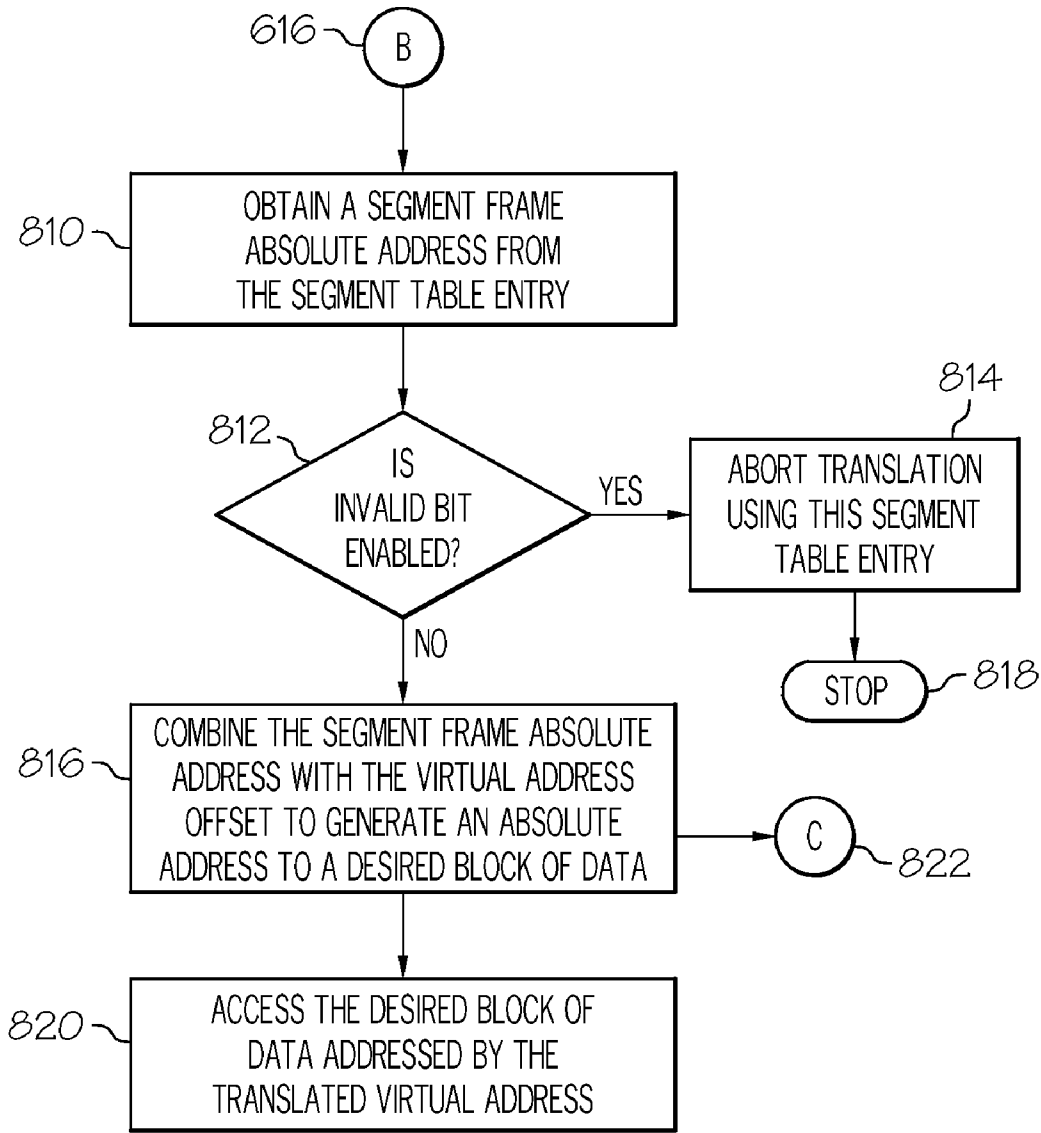 616
B
810
OBTAIN A SEGMENT FRAME
ABSOLUTE ADDRESS FROM
THE SEGMENT TABLE ENTRY
812
IS
INVALID BIT
ENABLED?
YES
814
ABORT TRANSLATION
USING THIS SEGMENT
TABLE ENTRY
NO
STOP
818
816
COMBINE THE SEGMENT FRAME ABSOLUTE
ADDRESS WITH THE VIRTUAL ADDRESS
OFFSET TO GENERATE AN ABSOLUTE
ADDRESS TO A DESIRED BLOCK OF DATA
C
822
820
ACCESS THE DESIRED BLOCK OF
DATA ADDRESSED BY THE
TRANSLATED VIRTUAL ADDRESS